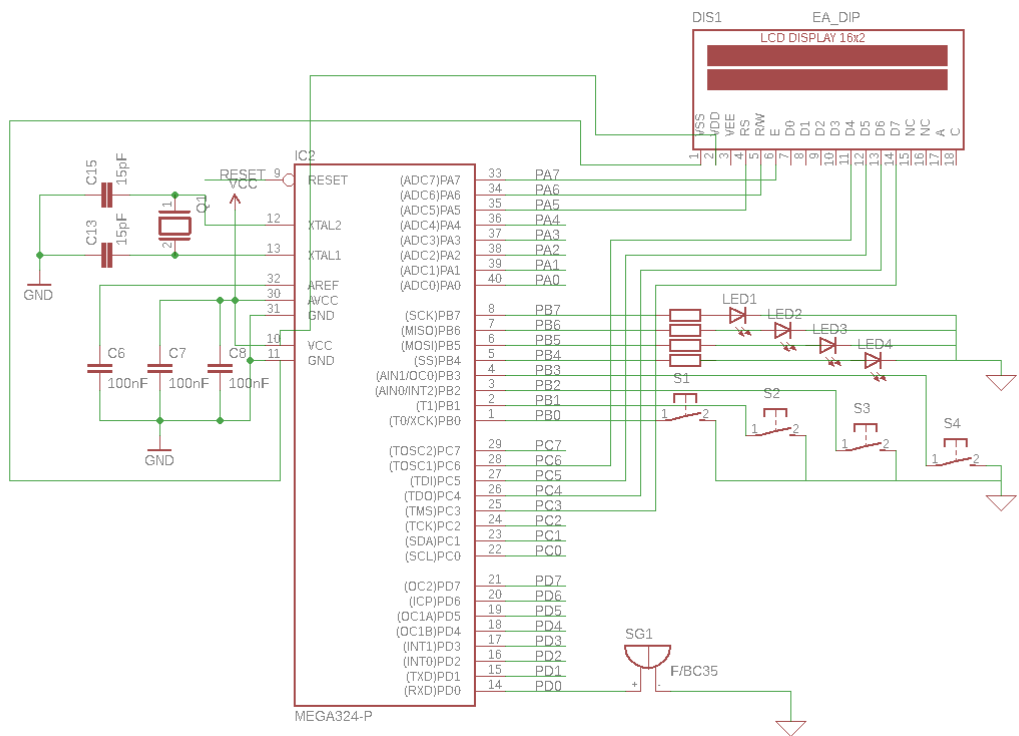 DIS1 EA_DIP
LCD DISPLAY 16x2
VSS VDD VEE RS R/W E D0 D1 D2 D3 D4 D5 D6 D7 NC NC A C
1 2 3 4 5 6 7 8 9 10 11 12 13 14 15 16 17 18
IC2
C15 15pF
C13 15pF
Q1
1
2
GND
RESET 9 RESET
VCC
12 XTAL2
13 XTAL1
32 AREF
30 AVCC
31 GND
10 VCC
11 GND
C6 C7 C8
100nF 100nF 100nF
GND
(ADC7)PA7 33 PA7
(ADC6)PA6 34 PA6
(ADC5)PA5 35 PA5
(ADC4)PA4 36 PA4
(ADC3)PA3 37 PA3
(ADC2)PA2 38 PA2
(ADC1)PA1 39 PA1
(ADC0)PA0 40 PA0
(SCK)PB7 8 PB7
(MISO)PB6 7 PB6
(MOSI)PB5 6 PB5
(SS)PB4 5 PB4
(AIN1/OC0)PB3 4 PB3
(AIN0/INT2)PB2 3 PB2
(T1)PB1 2 PB1
(T0/XCK)PB0 1 PB0
LED1
LED2
LED3
LED4
S1
1 2
S2
1 2
S3
1 2
S4
1 2
(TOSC2)PC7 29 PC7
(TOSC1)PC6 28 PC6
(TDI)PC5 27 PC5
(TDO)PC4 26 PC4
(TMS)PC3 25 PC3
(TCK)PC2 24 PC2
(SDA)PC1 23 PC1
(SCL)PC0 22 PC0
(OC2)PD7 21 PD7
(ICP)PD6 20 PD6
(OC1A)PD5 19 PD5
(OC1B)PD4 18 PD4
(INT1)PD3 17 PD3
(INT0)PD2 16 PD2
(TXD)PD1 15 PD1
(RXD)PD0 14 PD0
SG1
F/BC35
+ -
MEGA324-P